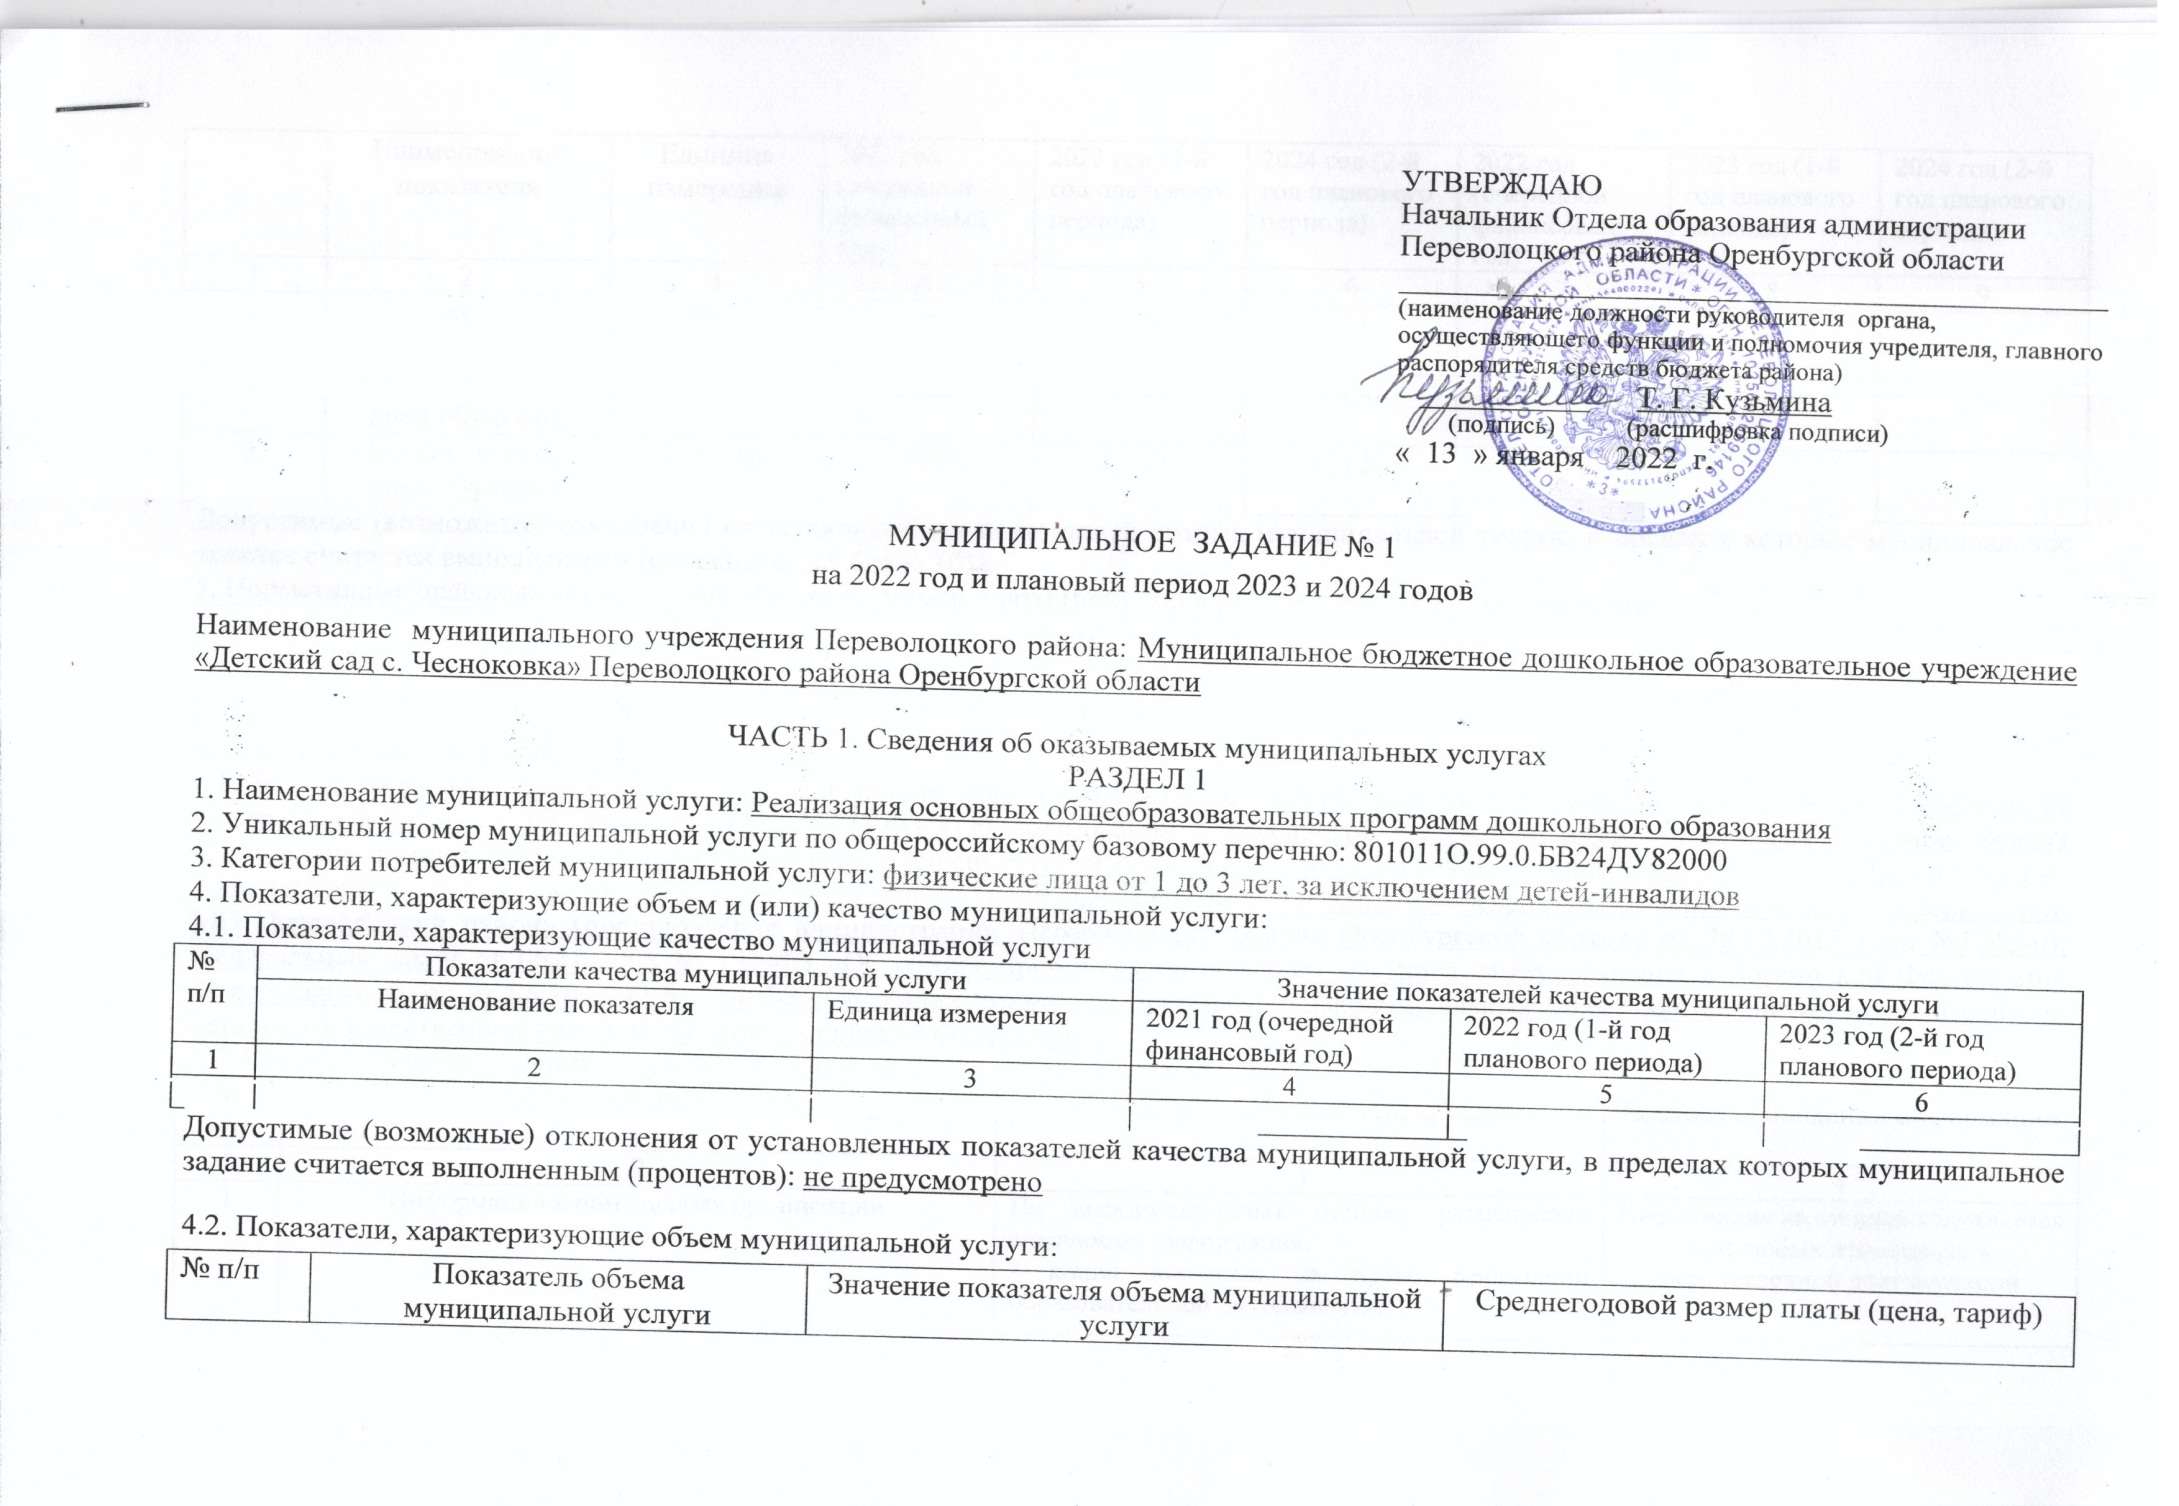 УТВЕРЖДАЮ
Начальник Отдела образования администрации
Переволоцкого района Оренбургской области
(наименование должности руководителя органа,
осуществляющего функции и полномочия учредителя, главного
распорядителя средств бюджета района)
Т. Г. Кузьмина
(подпись) (расшифровка подписи)
« 13 » января 2022 г.
МУНИЦИПАЛЬНОЕ ЗАДАНИЕ № 1
на 2022 год и плановый период 2023 и 2024 годов
Наименование муниципального учреждения Переволоцкого района: Муниципальное бюджетное дошкольное образовательное учреждение
«Детский сад с. Чесноковка» Переволоцкого района Оренбургской области
ЧАСТЬ 1. Сведения об оказываемых муниципальных услугах
РАЗДЕЛ 1
1. Наименование муниципальной услуги: Реализация основных общеобразовательных программ дошкольного образования
2. Уникальный номер муниципальной услуги по общероссийскому базовому перечню: 801011О.99.0.БВ24ДУ82000
3. Категории потребителей муниципальной услуги: физические лица от 1 до 3 лет, за исключением детей-инвалидов
4. Показатели, характеризующие объем и (или) качество муниципальной услуги:
4.1. Показатели, характеризующие качество муниципальной услуги
№ п/п
Показатели качества муниципальной услуги
Значение показателей качества муниципальной услуги
Наименование показателя
Единица измерения
2021 год (очередной
финансовый год)
2022 год (1-й год
планового периода)
2023 год (2-й год
планового периода)
1 2 3 4 5 6
Допустимые (возможные) отклонения от установленных показателей качества муниципальной услуги, в пределах которых муниципальное
задание считается выполненным (процентов): не предусмотрено
4.2. Показатели, характеризующие объем муниципальной услуги:
№ п/п
Показатель объема
муниципальной услуги
Значение показателя объема муниципальной
услуги
Среднегодовой размер платы (цена, тариф)